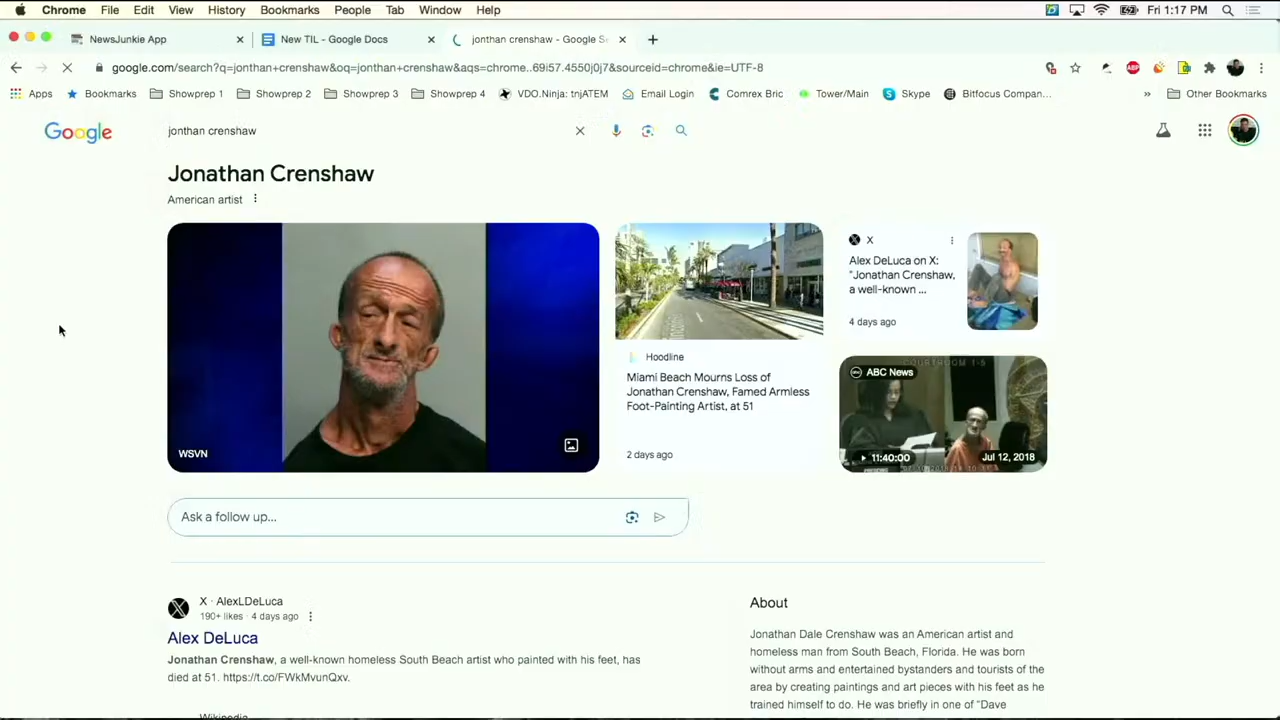 Chrome File Edit View History Bookmarks People Tab Window Help Fri 1:17 PM
NewsJunkie App New TIL - Google Docs jonthan crenshaw - Google Se
google.com/search?q=jonthan+crenshaw&oq=jonthan+crenshaw&aqs=chrome..69i57.4550j0j7&sourceid=chrome&ie=UTF-8
ABP
Apps Bookmarks Showprep 1 Showprep 2 Showprep 3 Showprep 4 VDO.Ninja: tnjATEM Email Login Comrex Bric Tower/Main Skype Bitfocus Compan... » Other Bookmarks
Google
jonthan crenshaw
Jonathan Crenshaw
American artist
WSVN
Hoodline
Miami Beach Mourns Loss of
Jonathan Crenshaw, Famed Armless
Foot-Painting Artist, at 51
2 days ago
X
Alex DeLuca on X:
"Jonathan Crenshaw,
a well-known ...
4 days ago
COURTROOM 1-5
abc ABC News
11:40:00
Jul 12, 2018
Ask a follow up...
X · AlexLDeLuca
190+ likes · 4 days ago
Alex DeLuca
Jonathan Crenshaw, a well-known homeless South Beach artist who painted with his feet, has
died at 51. https://t.co/FWkMvunQxv.
Wikipedia
About
Jonathan Dale Crenshaw was an American artist and
homeless man from South Beach, Florida. He was born
without arms and entertained bystanders and tourists of the
area by creating paintings and art pieces with his feet as he
trained himself to do. He was briefly in one of "Dave